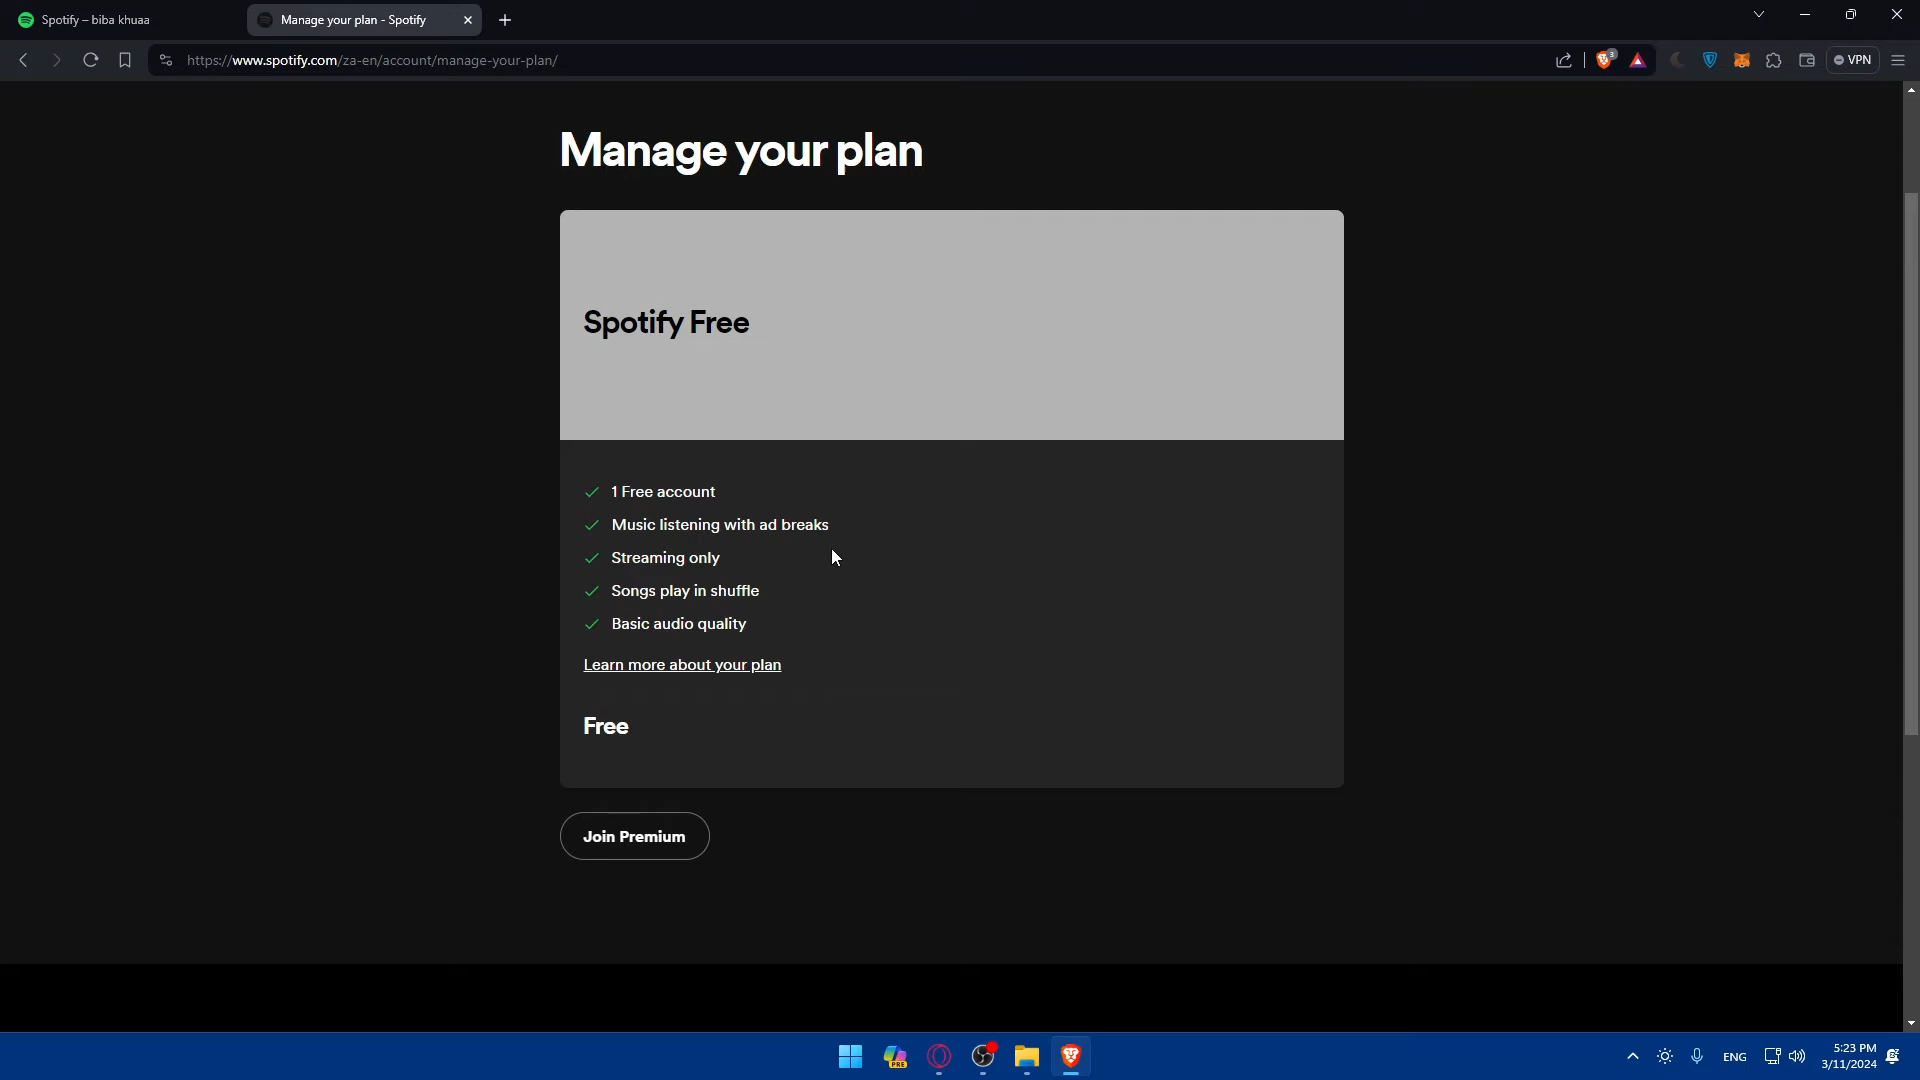 Spotify – biba khuaa
Manage your plan - Spotify
https://www.spotify.com/za-en/account/manage-your-plan/
3
VPN
Manage your plan
Spotify Free
1 Free account
Music listening with ad breaks
Streaming only
Songs play in shuffle
Basic audio quality
Learn more about your plan
Free
Join Premium
PRE
ENG
5:23 PM
3/11/2024